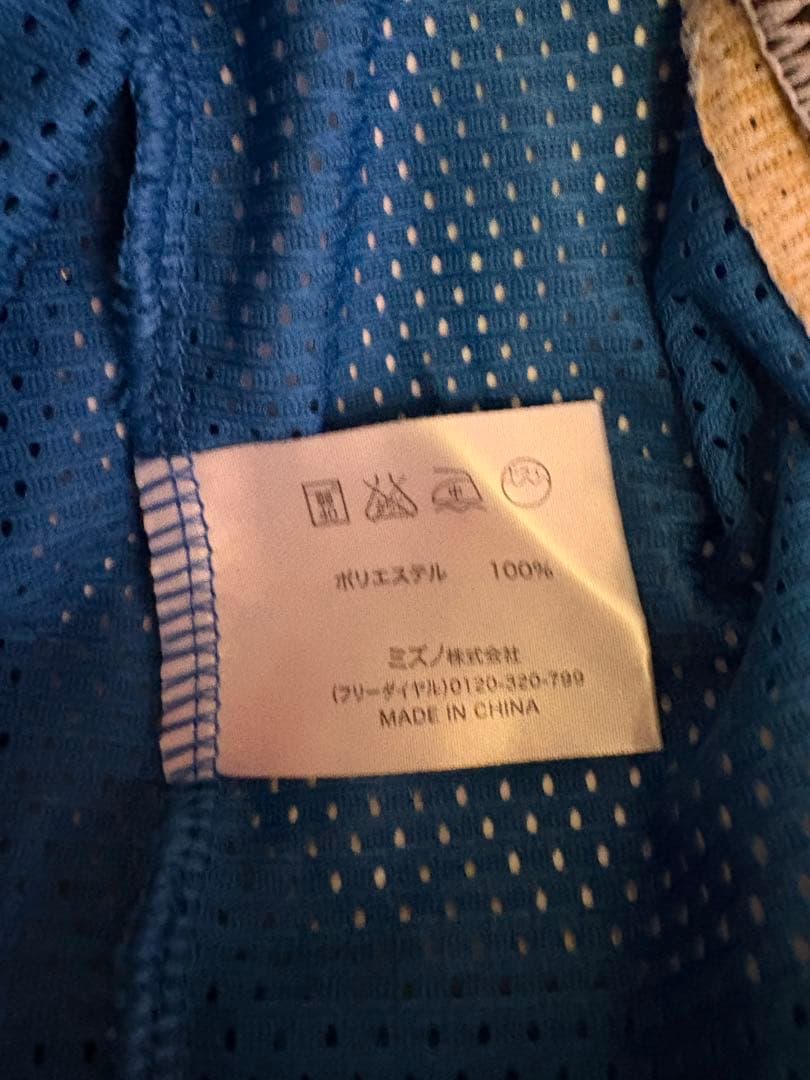 中
ポリエステル 100%
ミズノ株式会社
(フリーダイヤル)0120-320-799
MADE IN CHINA